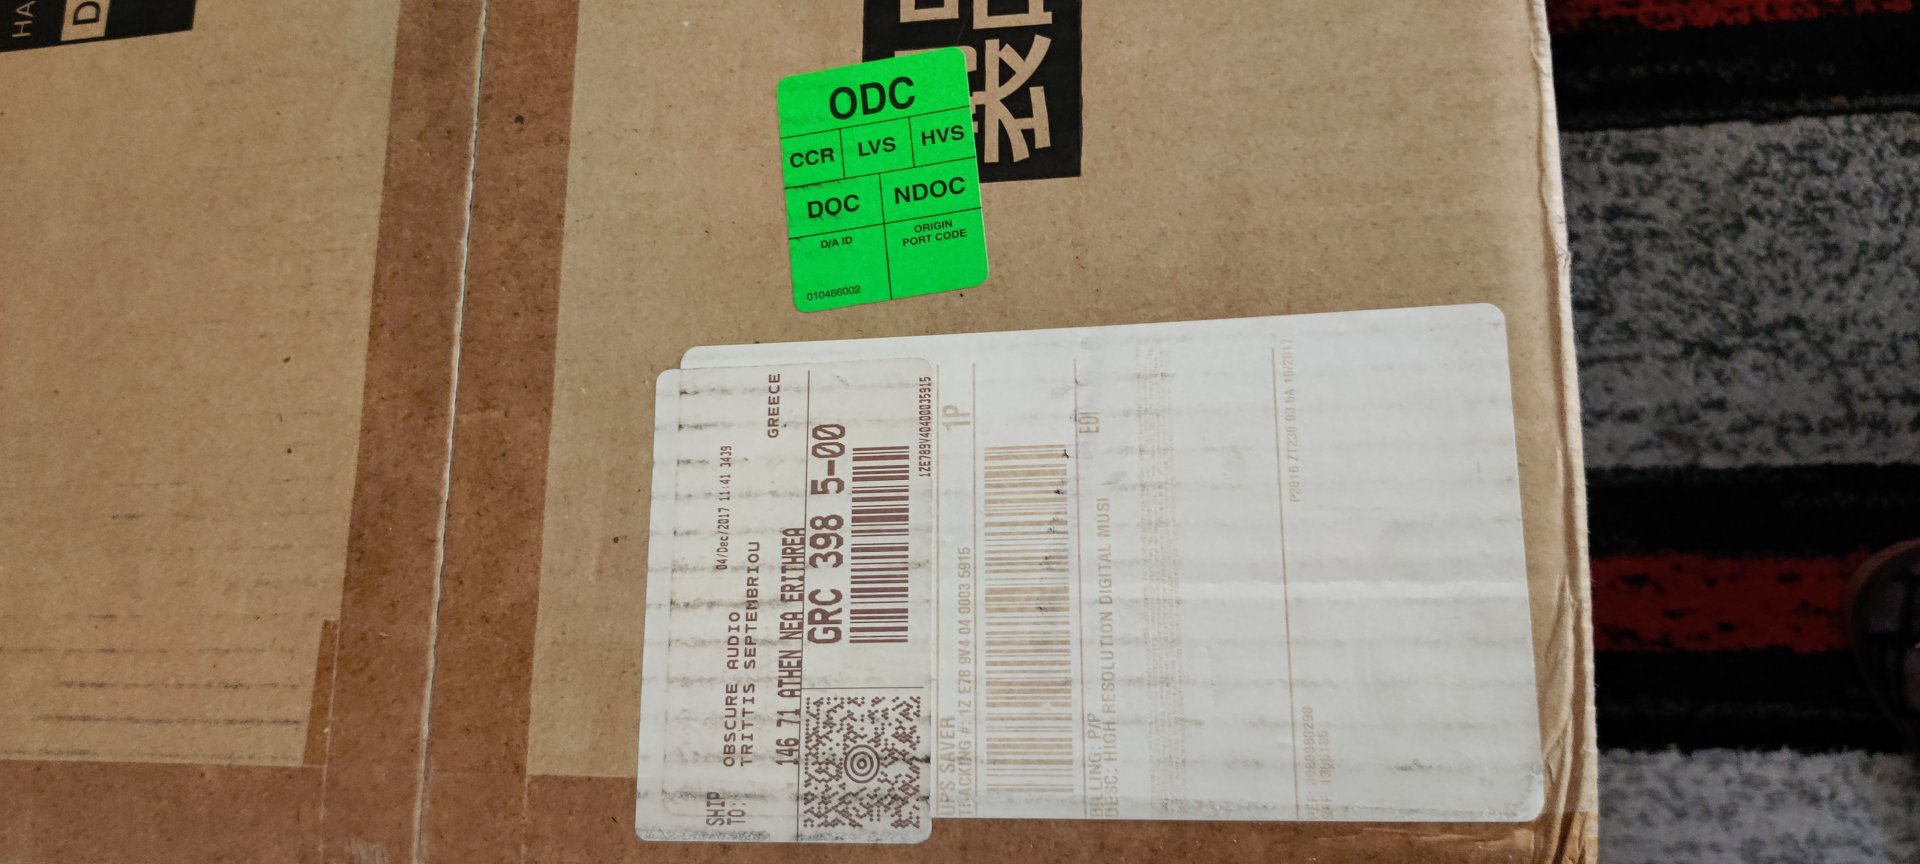 HA
D
ODC
CCR LVS HVS
DOC NDOC
D/A ID
ORIGIN
PORT CODE
010466002
04/Dec/2017 11:41 3439
SHIP
TO:
OBSCURE AUDIO
TRITTIS SEPTEMBRIOU
GREECE
146 71 ATHEN NEA ERITHREA
GRC 398 5-00
1ZE789V40400035915
UPS SAVER
1P
TRACKING #: 1Z E78 9V4 04 0003 5915
BILLING: P/P
EDI
DESC: HIGH RESOLUTION DIGITAL MUSI